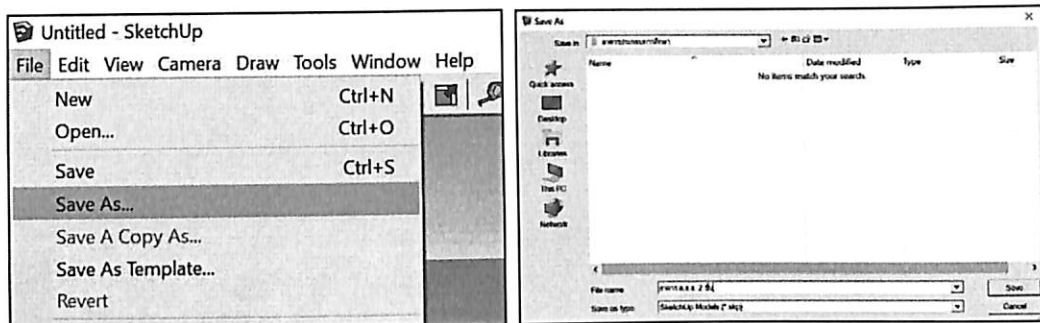 Untitled - SketchUp
File Edit View Camera Draw Tools Window Help
New Ctrl+N
Open... Ctrl+O
Save Ctrl+S
Save As...
Save A Copy As...
Save As Template...
Revert
Save As
Save in
Name Date modified Type Size
No items match your search.
Quick access
Desktop
Libraries
This PC
Network
File name Save
Save as type SketchUp Models (*.skp) Cancel